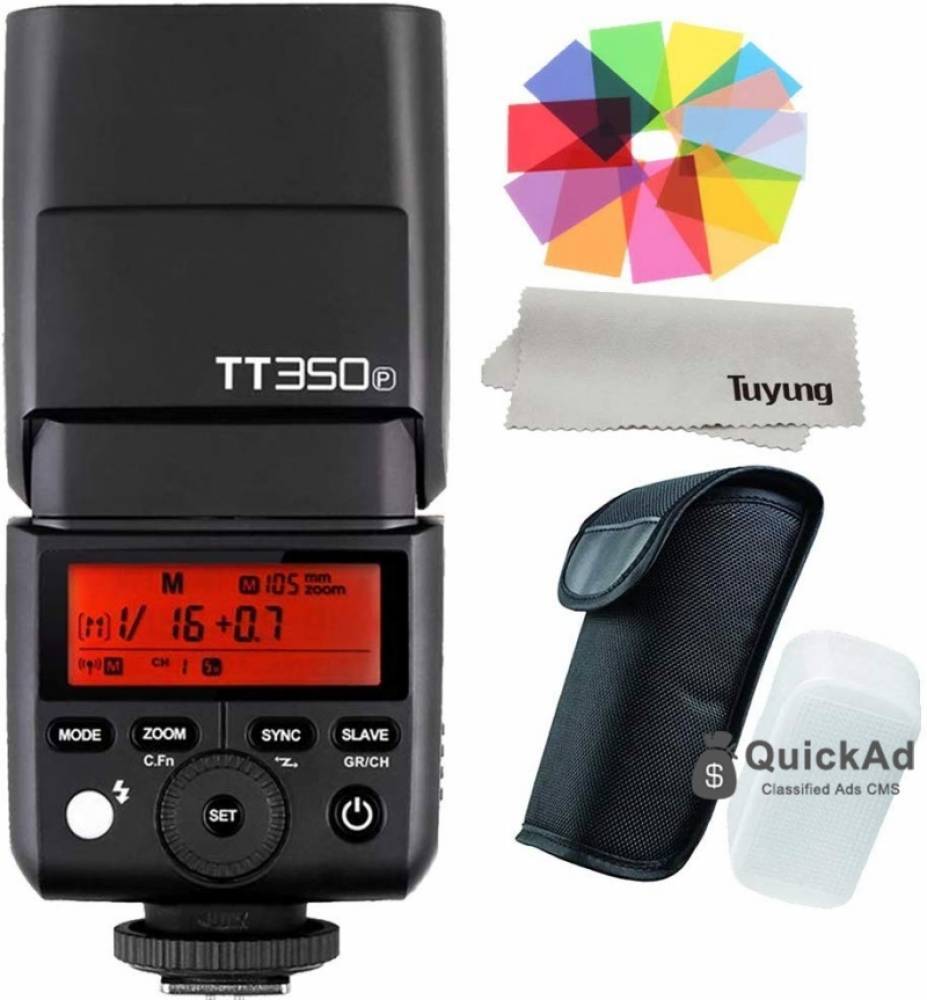 TT350 P
Tuyung
M M 105 mm zoom
[M] 1/ 16 +0.7
M CH 1
MODE ZOOM SYNC SLAVE
C.Fn GR/CH
SET
QuickAd
$
Classified Ads CMS